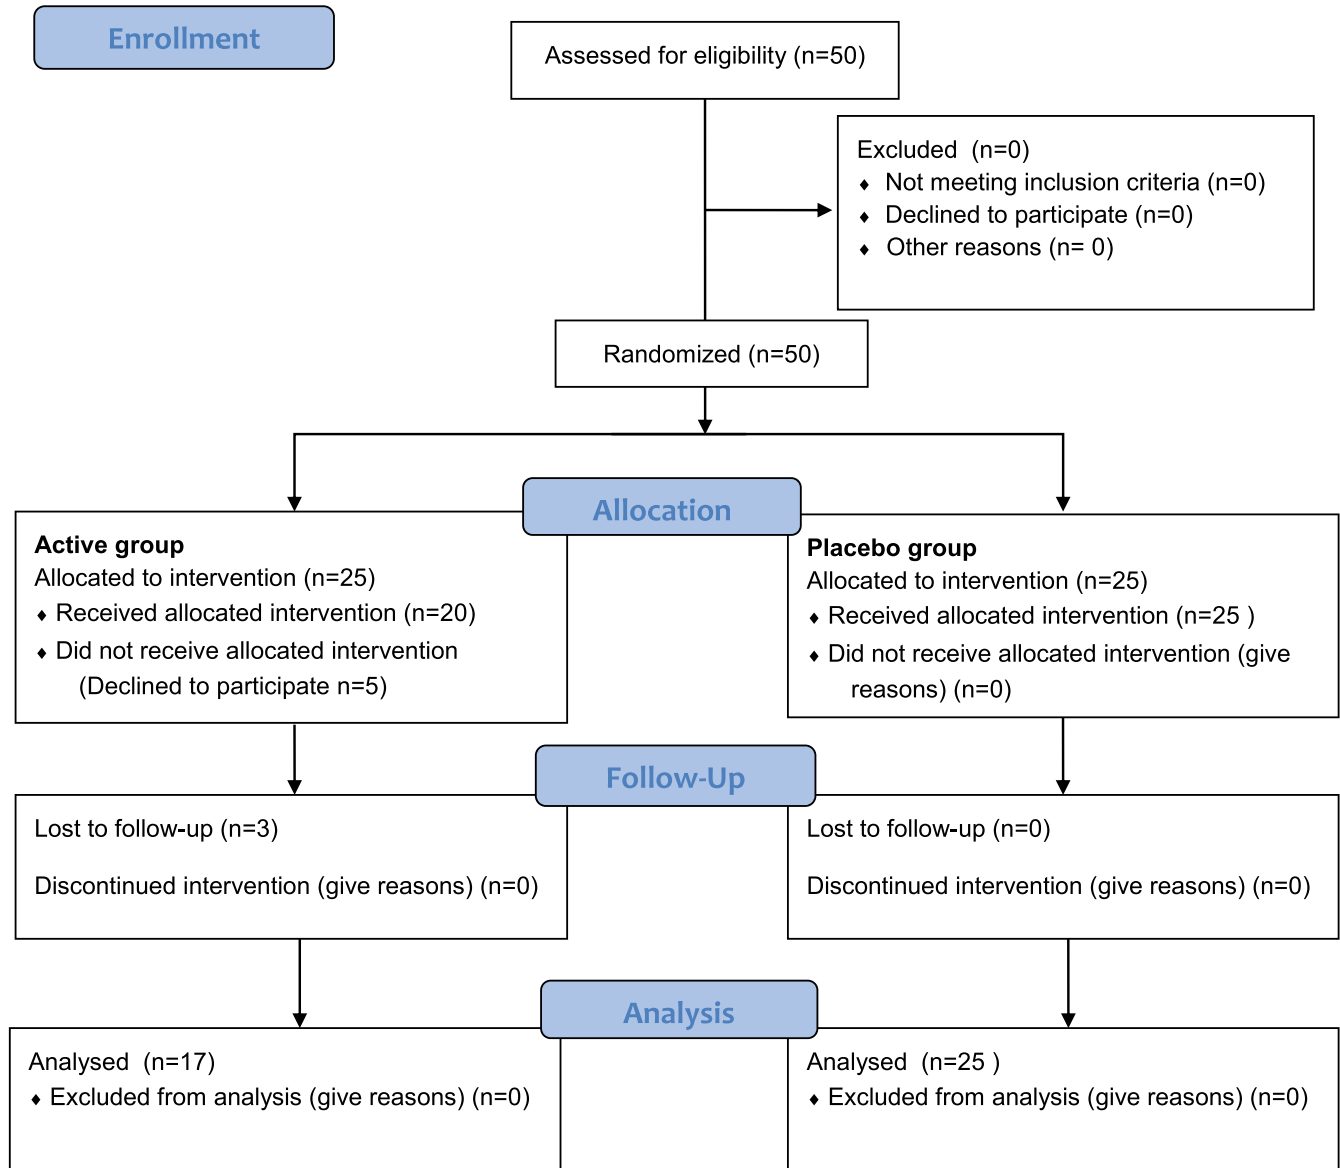 Enrollment
Assessed for eligibility (n=50)
Excluded (n=0)
♦ Not meeting inclusion criteria (n=0)
♦ Declined to participate (n=0)
♦ Other reasons (n= 0)
Randomized (n=50)
Allocation
Active group
Allocated to intervention (n=25)
♦ Received allocated intervention (n=20)
♦ Did not receive allocated intervention
(Declined to participate n=5)
Placebo group
Allocated to intervention (n=25)
♦ Received allocated intervention (n=25 )
♦ Did not receive allocated intervention (give
reasons) (n=0)
Follow-Up
Lost to follow-up (n=3)
Discontinued intervention (give reasons) (n=0)
Lost to follow-up (n=0)
Discontinued intervention (give reasons) (n=0)
Analysis
Analysed (n=17)
♦ Excluded from analysis (give reasons) (n=0)
Analysed (n=25 )
♦ Excluded from analysis (give reasons) (n=0)